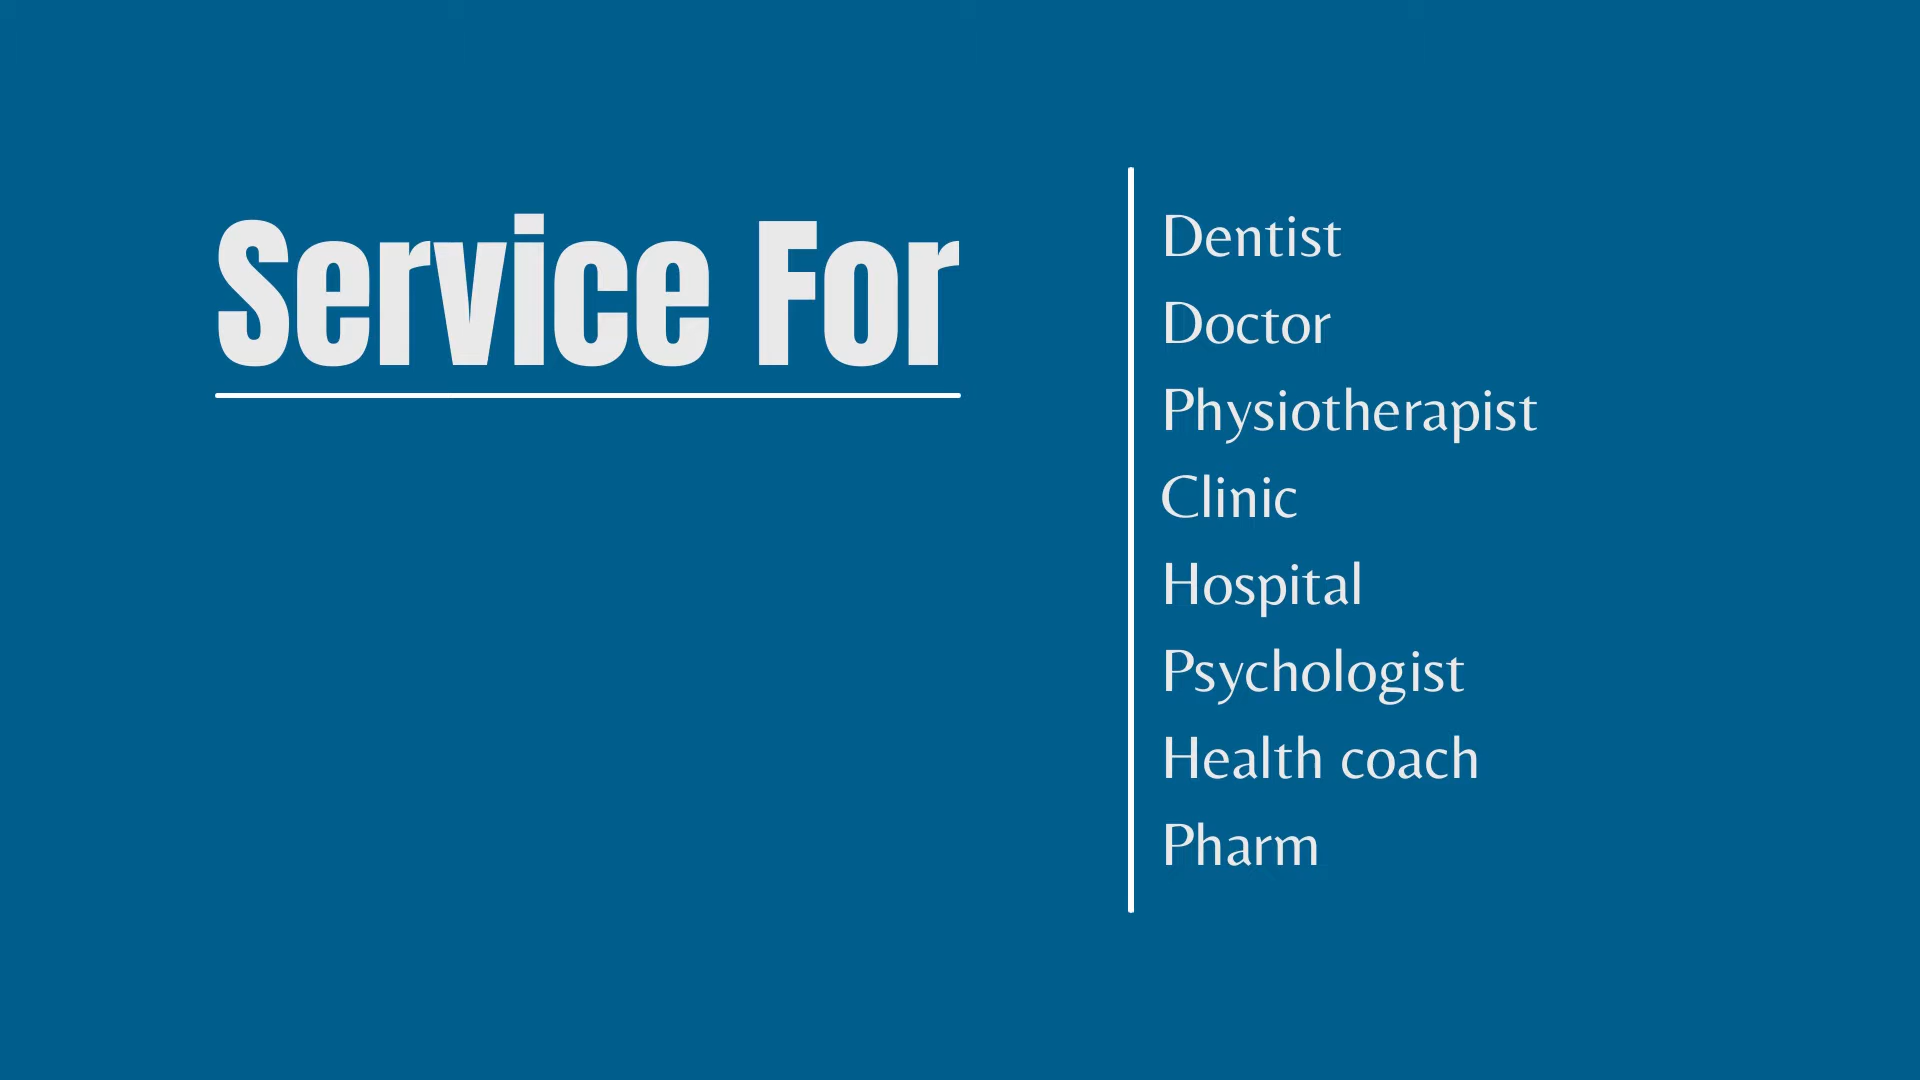 Service For
Dentist
Doctor
Physiotherapist
Clinic
Hospital
Psychologist
Health coach
Pharm